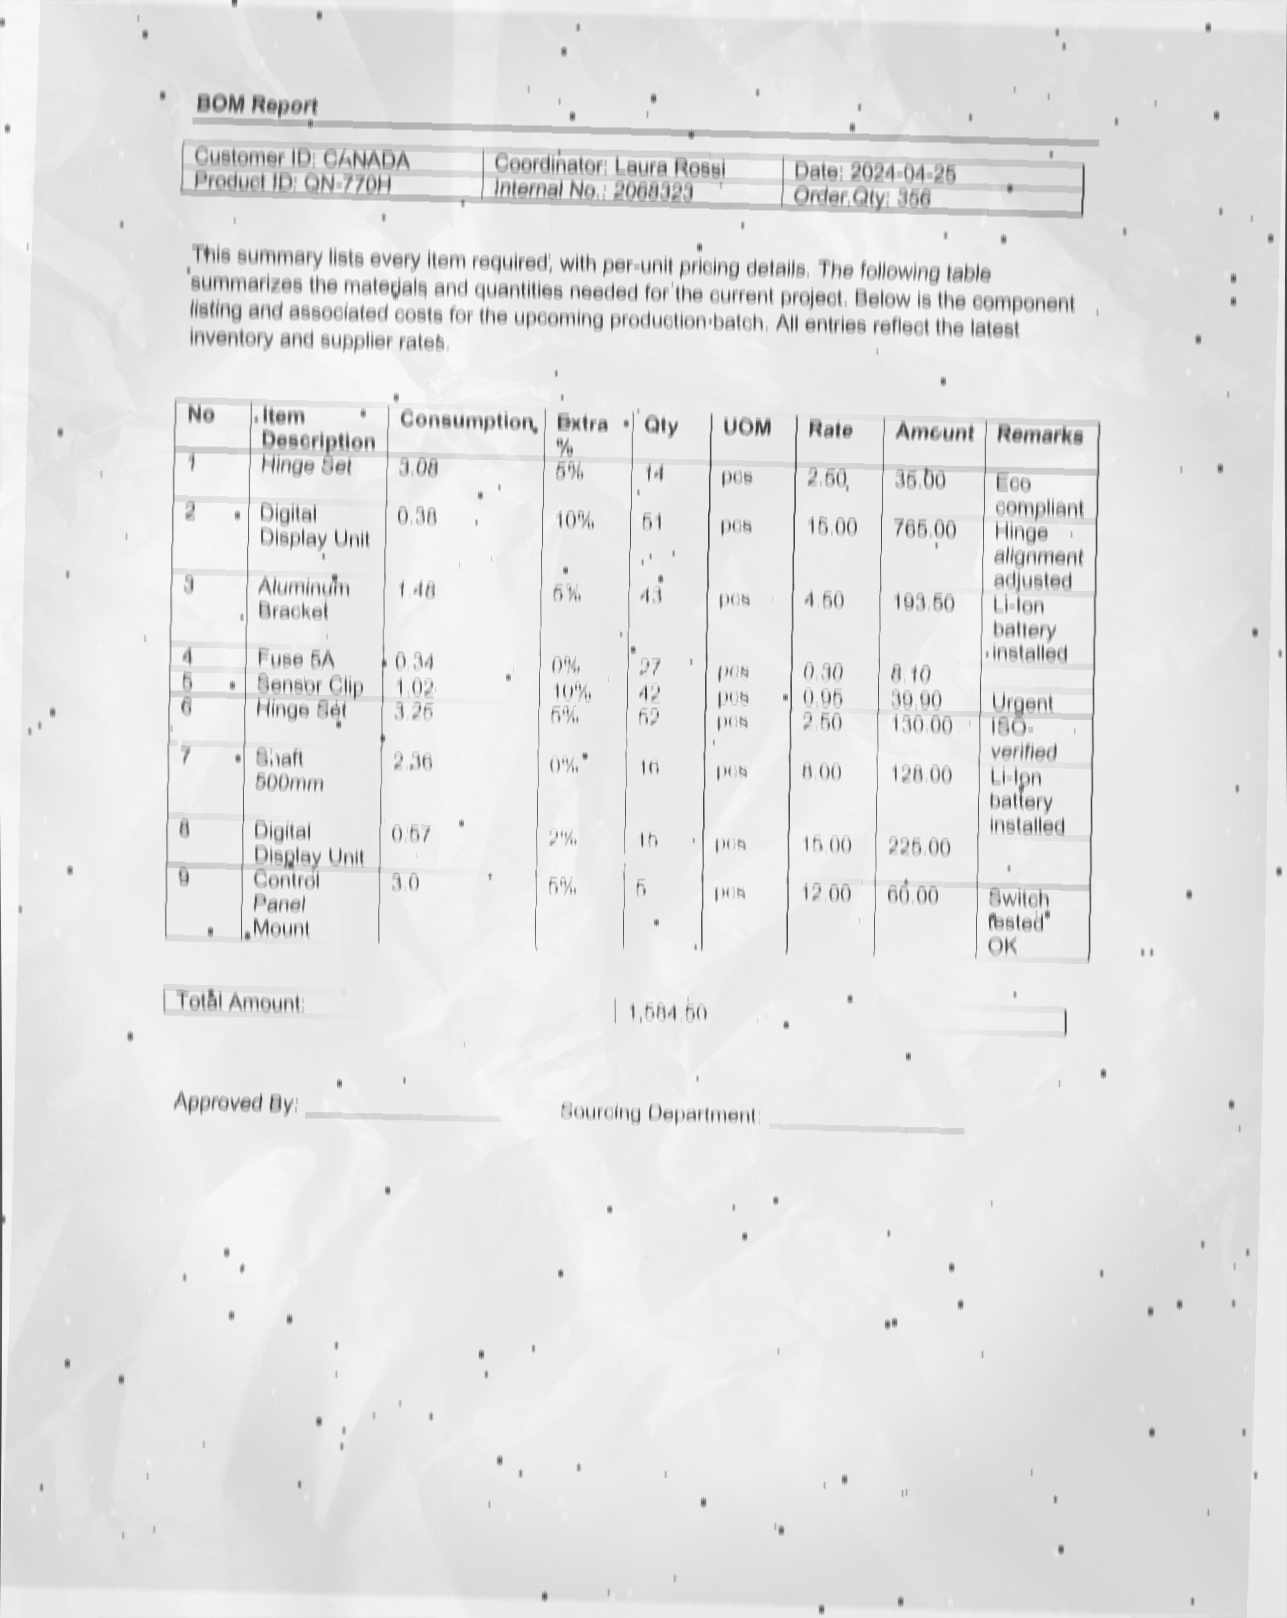 BOM Report
Customer ID: CANADA Coordinator: Laura Rossi Date: 2024-04-25
Product ID: QN-770H Internal No.: 2068323 Order Qty: 356
This summary lists every item required, with per-unit pricing details. The following table
summarizes the materials and quantities needed for the current project. Below is the component
listing and associated costs for the upcoming production batch. All entries reflect the latest
inventory and supplier rates.
No Item Consumption Extra Qty UOM Rate Amount Remarks
Description %
1 Hinge Set 3.08 5% 14 pcs 2.50 35.00 Eco
compliant
2 Digital 0.38 10% 51 pcs 15.00 765.00 Hinge
Display Unit alignment
adjusted
3 Aluminum 1.48 5% 43 pcs 4.50 193.50 Li-Ion
Bracket battery
installed
4 Fuse 5A 0.34 0% 27 pcs 0.30 8.10
5 Sensor Clip 1.02 10% 42 pcs 0.95 39.90 Urgent
6 Hinge Set 3.25 5% 52 pcs 2.50 130.00 ISO-
verified
7 Shaft 2.36 0% 16 pcs 8.00 128.00 Li-Ion
500mm battery
installed
8 Digital 0.57 2% 15 pcs 15.00 225.00
Display Unit
9 Control 3.0 5% 5 pcs 12.00 60.00 Switch
Panel tested
Mount OK
Total Amount: 1,584.50
Approved By: Sourcing Department: